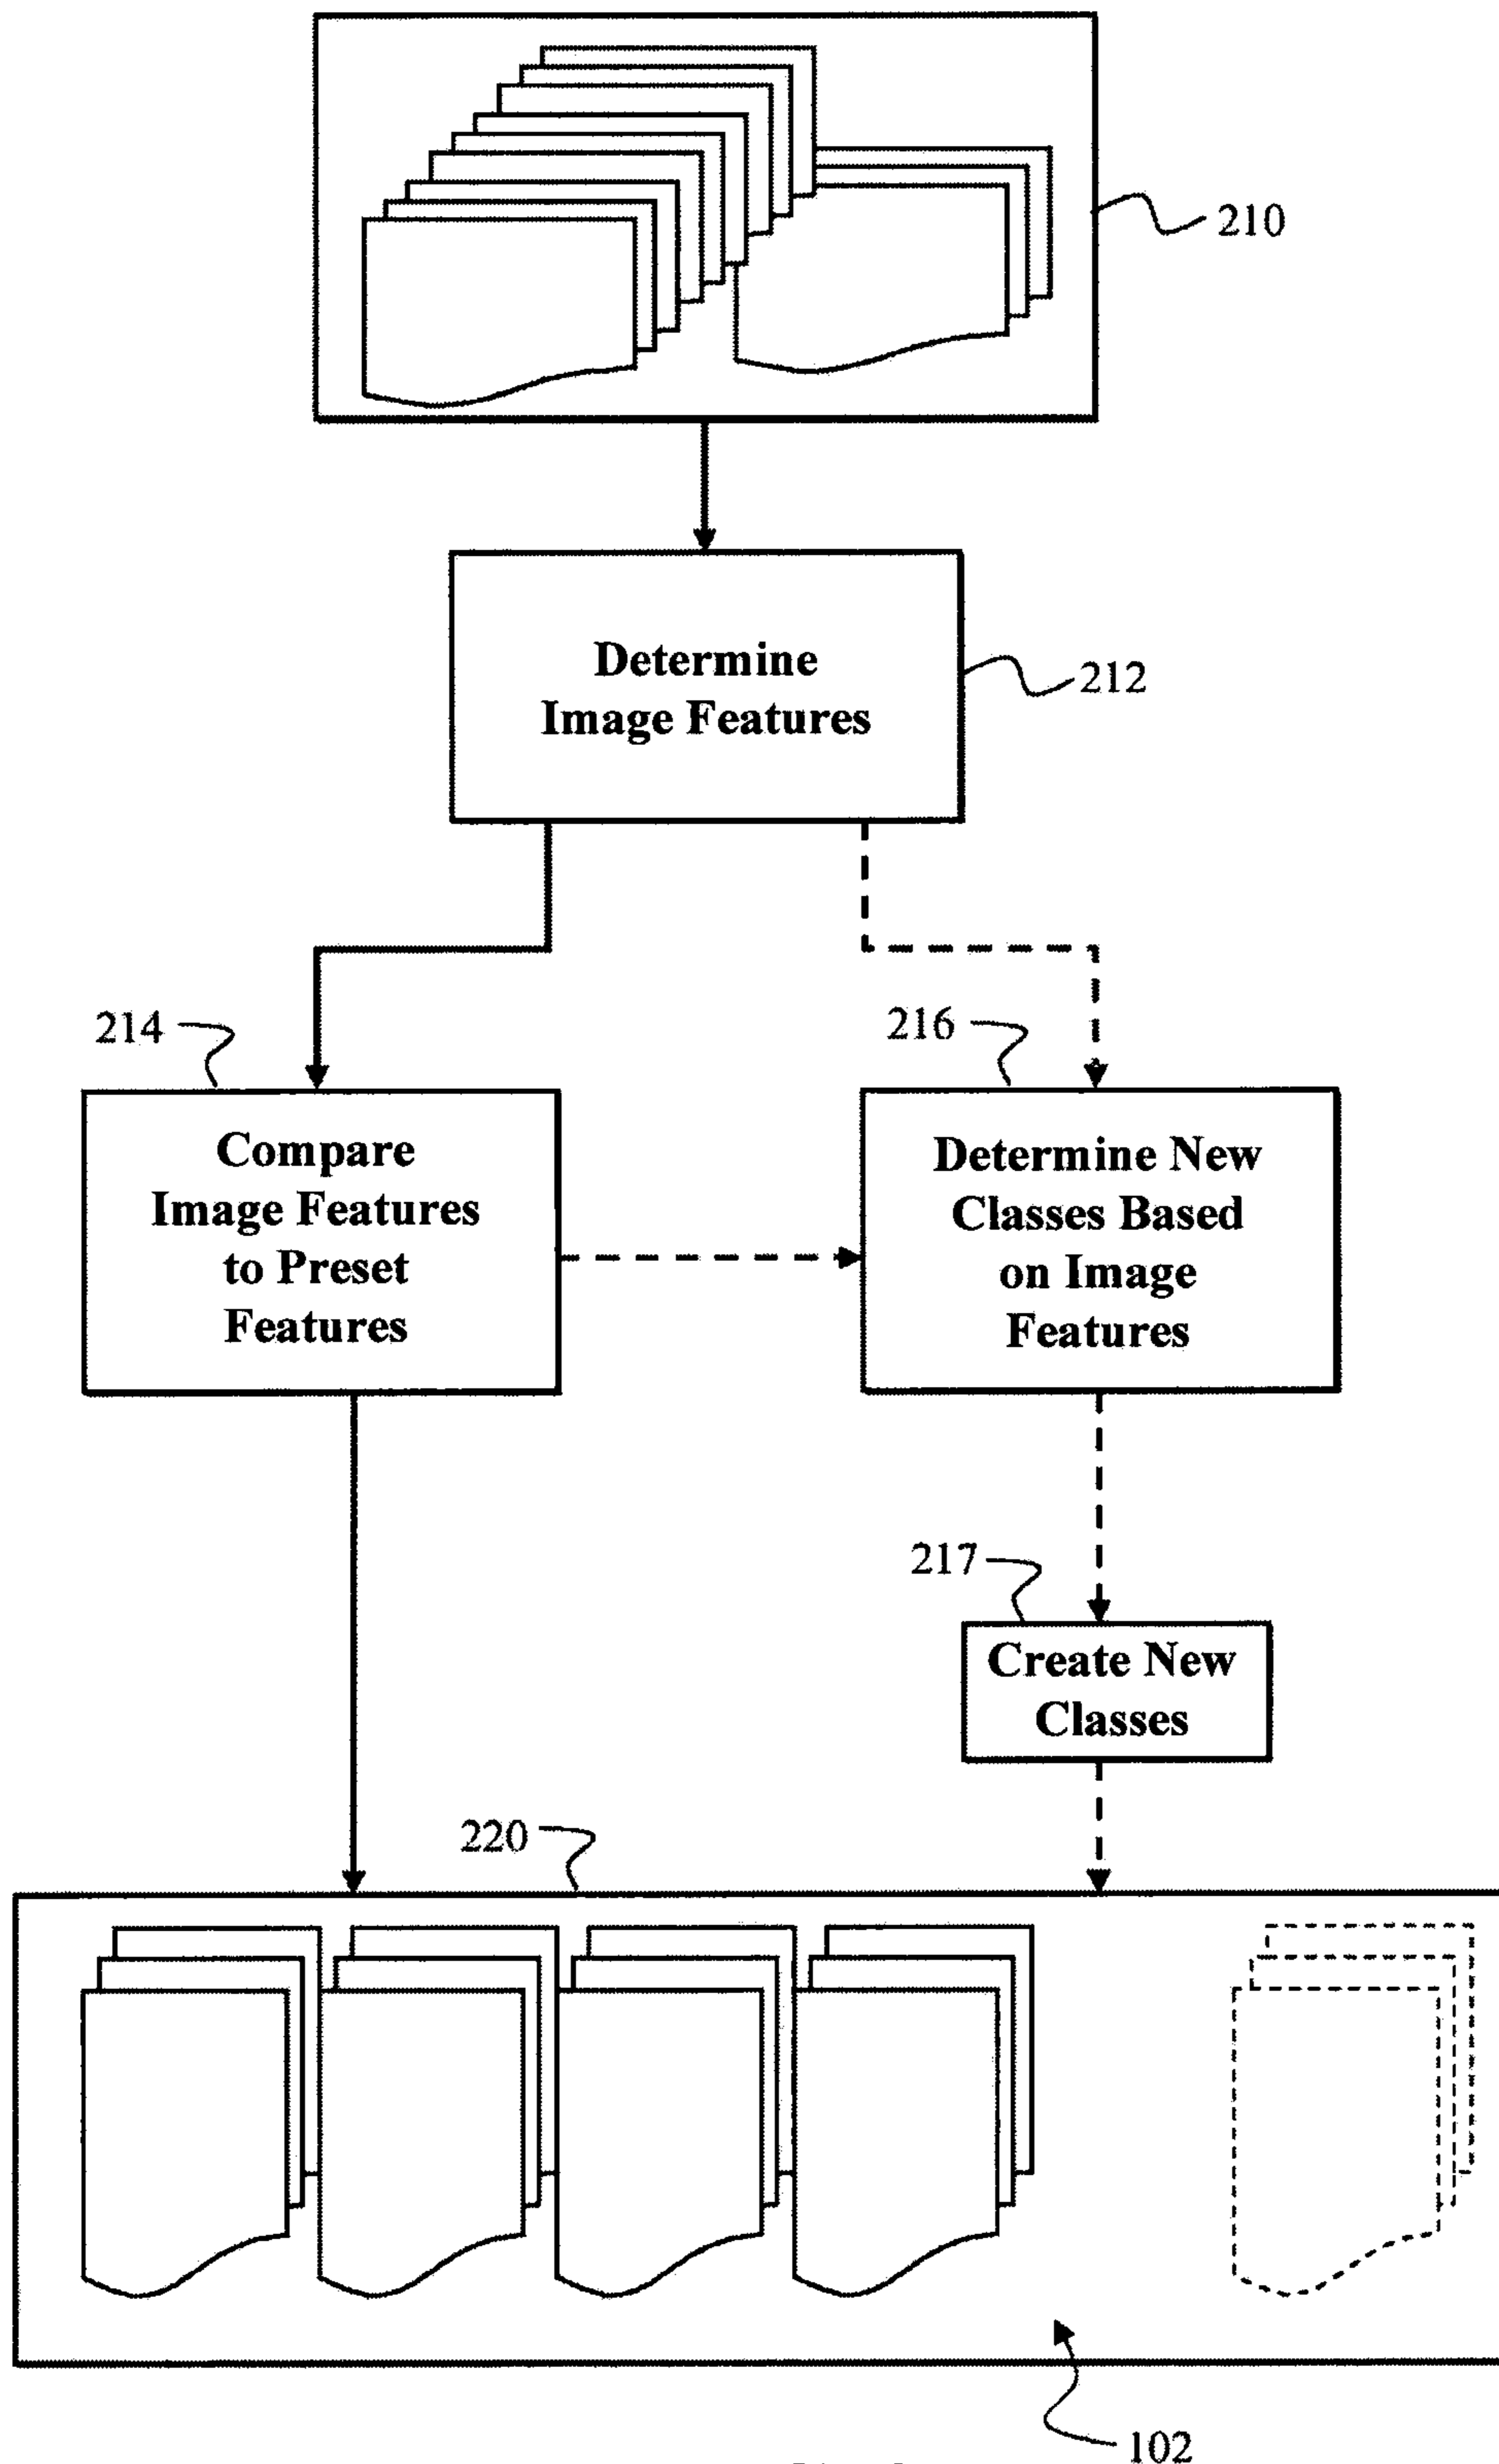 210
Determine
Image Features
212
214
216
Compare
Image Features
to Preset
Features
Determine New
Classes Based
on Image
Features
217
Create New
Classes
220
102